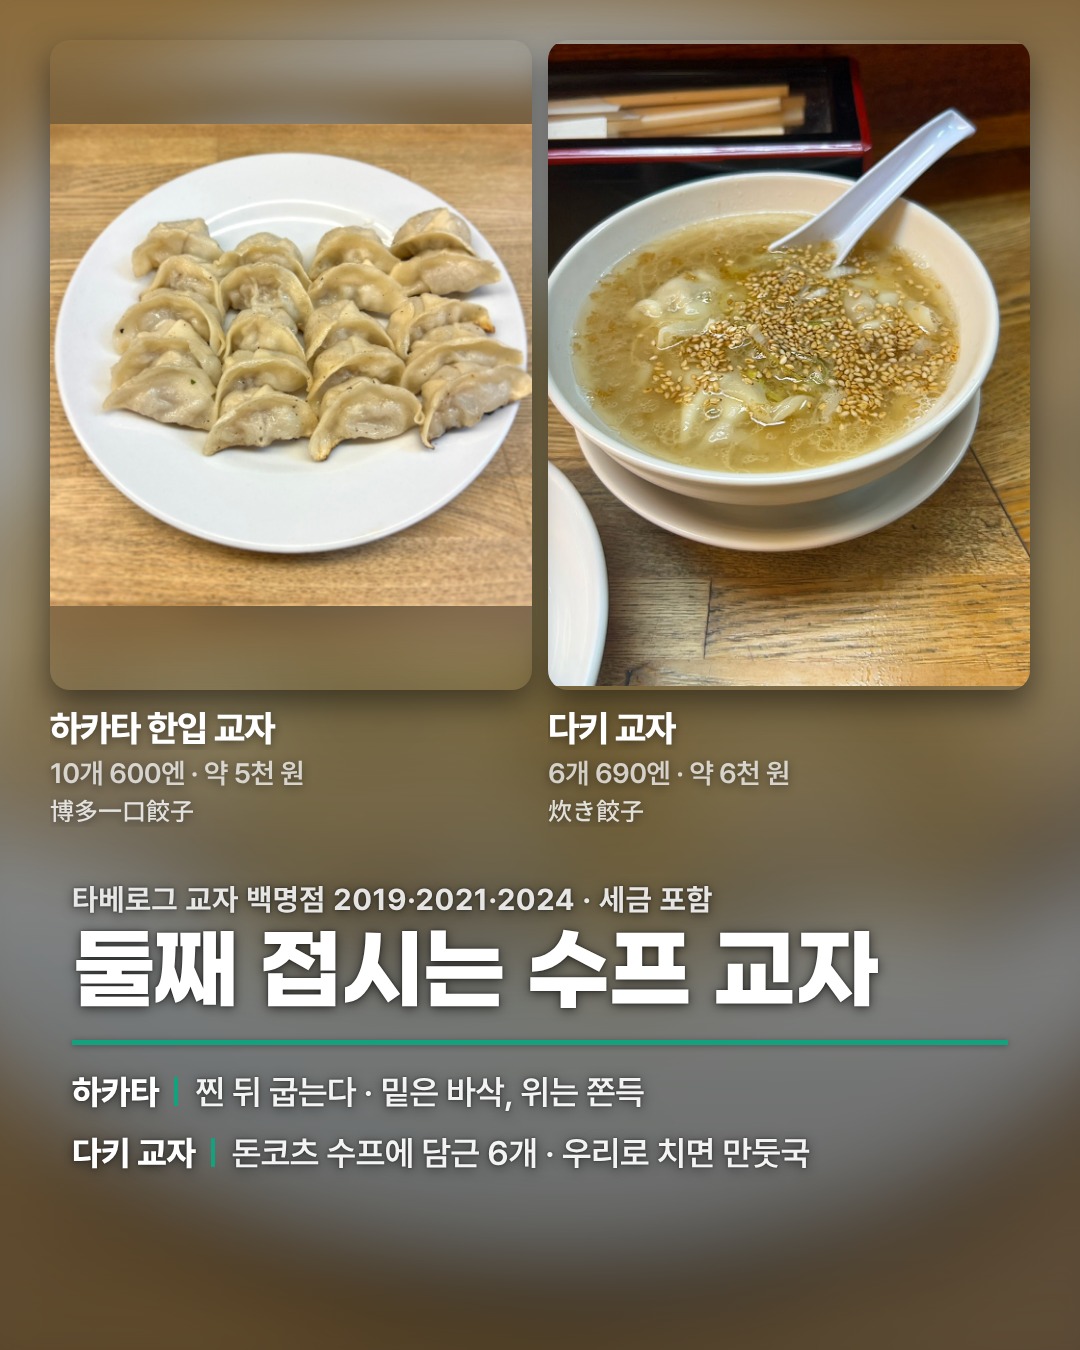 하카타 한입 교자
10개 600엔 · 약 5천 원
博多一口餃子
다키 교자
6개 690엔 · 약 6천 원
炊き餃子
타베로그 교자 백명점 2019·2021·2024 · 세금 포함
둘째 접시는 수프 교자
하카타 | 찐 뒤 굽는다 · 밑은 바삭, 위는 쫀득
다키 교자 | 돈코츠 수프에 담근 6개 · 우리로 치면 만둣국